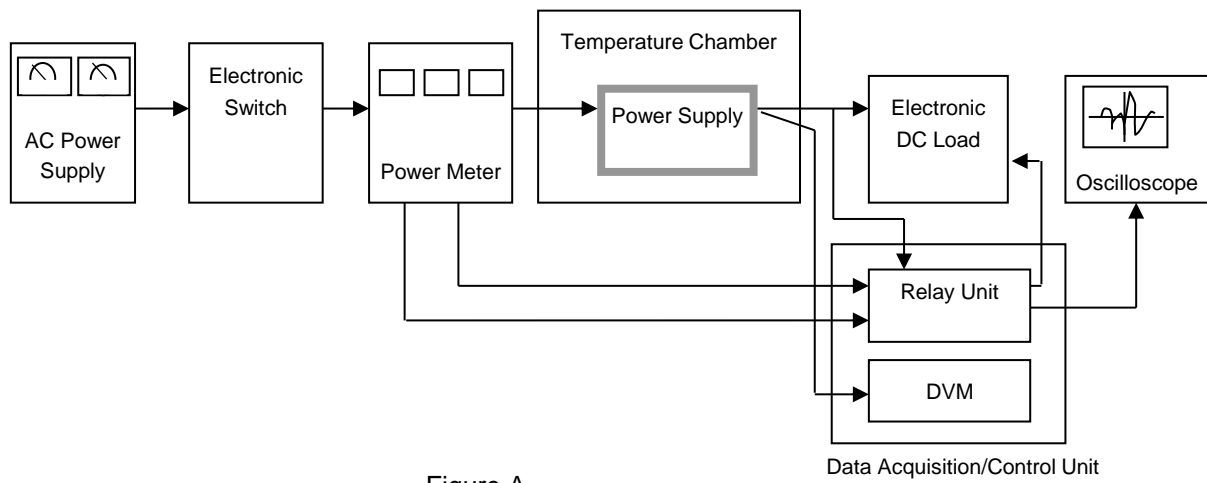 Temperature Chamber
Electronic
Switch
Power Supply
Electronic
DC Load
AC Power
Supply
Power Meter
Oscilloscope
Relay Unit
DVM
Data Acquisition/Control Unit
Figure A